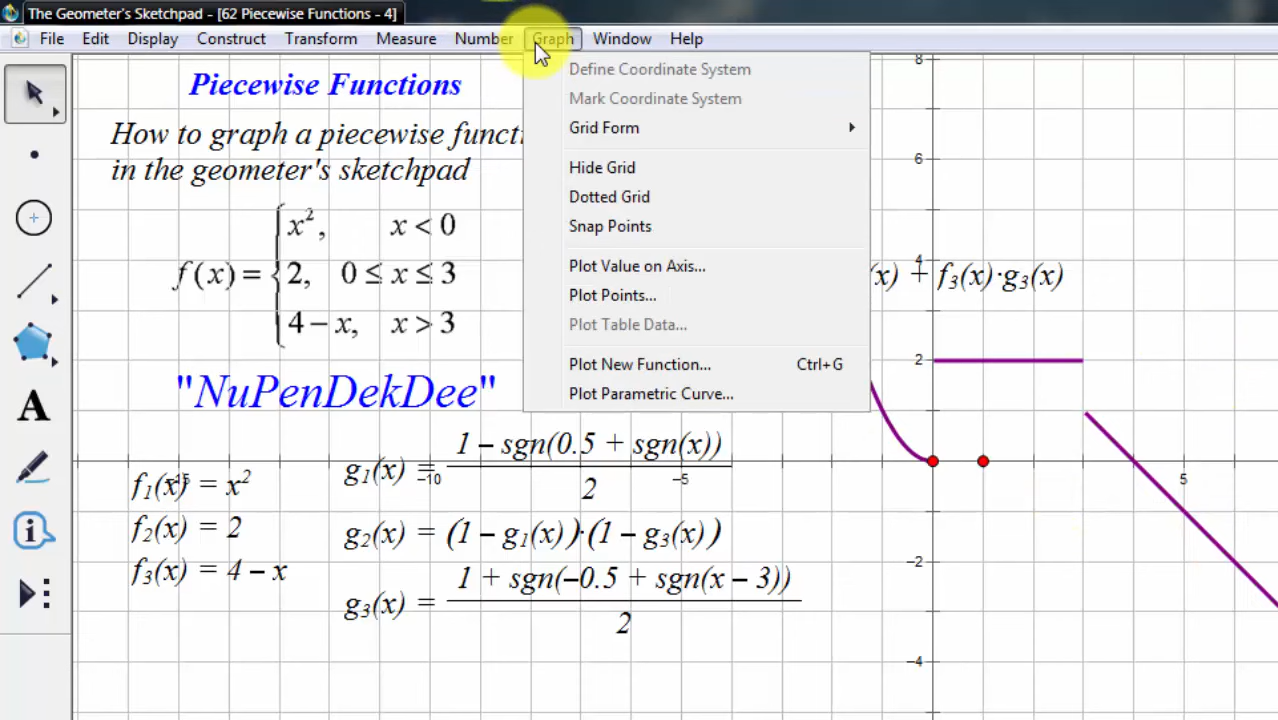 The Geometer's Sketchpad - [62 Piecewise Functions - 4]
File Edit Display Construct Transform Measure Number Graph Window Help
Define Coordinate System
Mark Coordinate System
Grid Form
Hide Grid
Dotted Grid
Snap Points
Plot Value on Axis...
Plot Points...
Plot Table Data...
Plot New Function... Ctrl+G
Plot Parametric Curve...
Piecewise Functions
How to graph a piecewise functi
in the geometer's sketchpad
f(x) = { x², x < 0
2, 0 ≤ x ≤ 3
4 − x, x > 3
"NuPenDekDee"
f₁(x) = x²
f₂(x) = 2
f₃(x) = 4 − x
g₁(x) = (1 − sgn(0.5 + sgn(x))) / 2
g₂(x) = (1 − g₁(x))·(1 − g₃(x))
g₃(x) = (1 + sgn(−0.5 + sgn(x − 3))) / 2
(x) + f₃(x)·g₃(x)
8
6
4
2
−2
−4
−10 −5 5